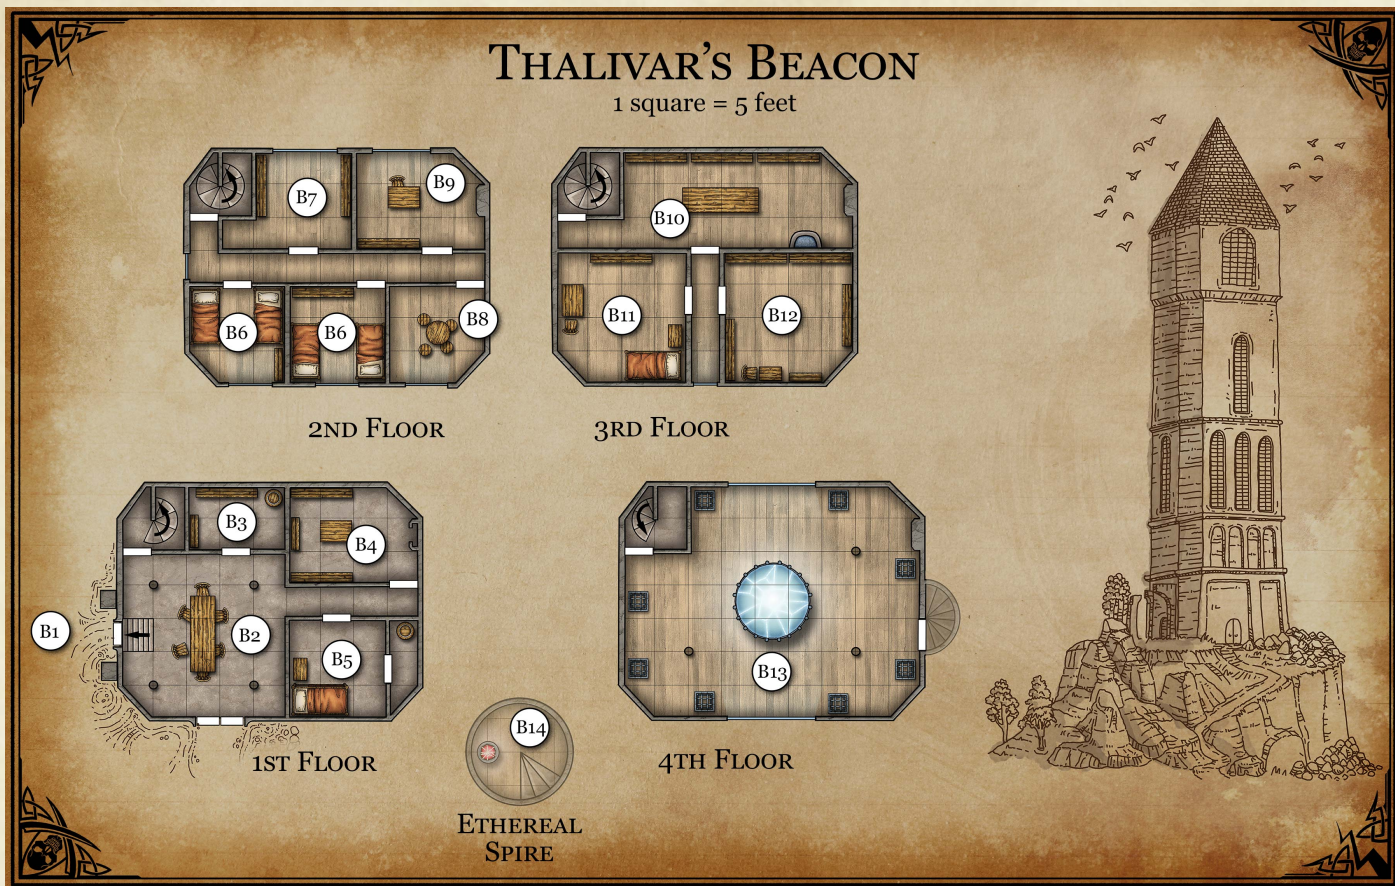 THALIVAR'S BEACON
1 square = 5 feet
B7
B9
B6
B6
B8
2ND FLOOR
B10
B11
B12
3RD FLOOR
B1
B3
B4
B2
B5
1ST FLOOR
B14
ETHEREAL
SPIRE
B13
4TH FLOOR